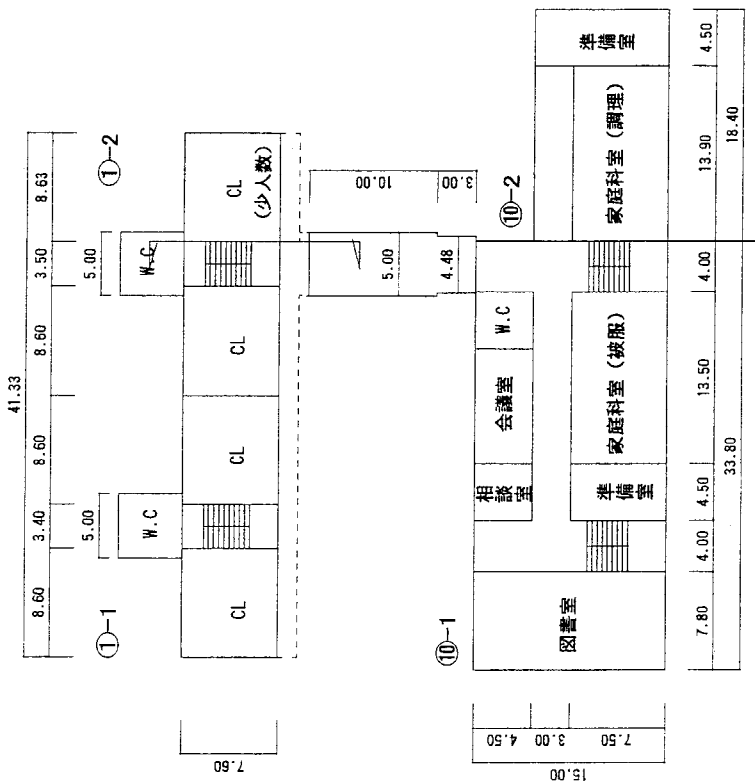 41.33
8.60
3.40
8.60
8.60
3.50
8.63
5.00
5.00
①-1
①-2
W.C
W.C
CL
CL
CL
CL
(少人数)
7.60
10.00
3.00
5.00
4.48
⑩-1
⑩-2
図書室
相談室
会議室
W.C
準備室
家庭科室(被服)
家庭科室(調理)
準備室
4.50
3.00
7.50
15.00
7.80
4.00
4.50
13.50
4.00
13.90
4.50
33.80
18.40